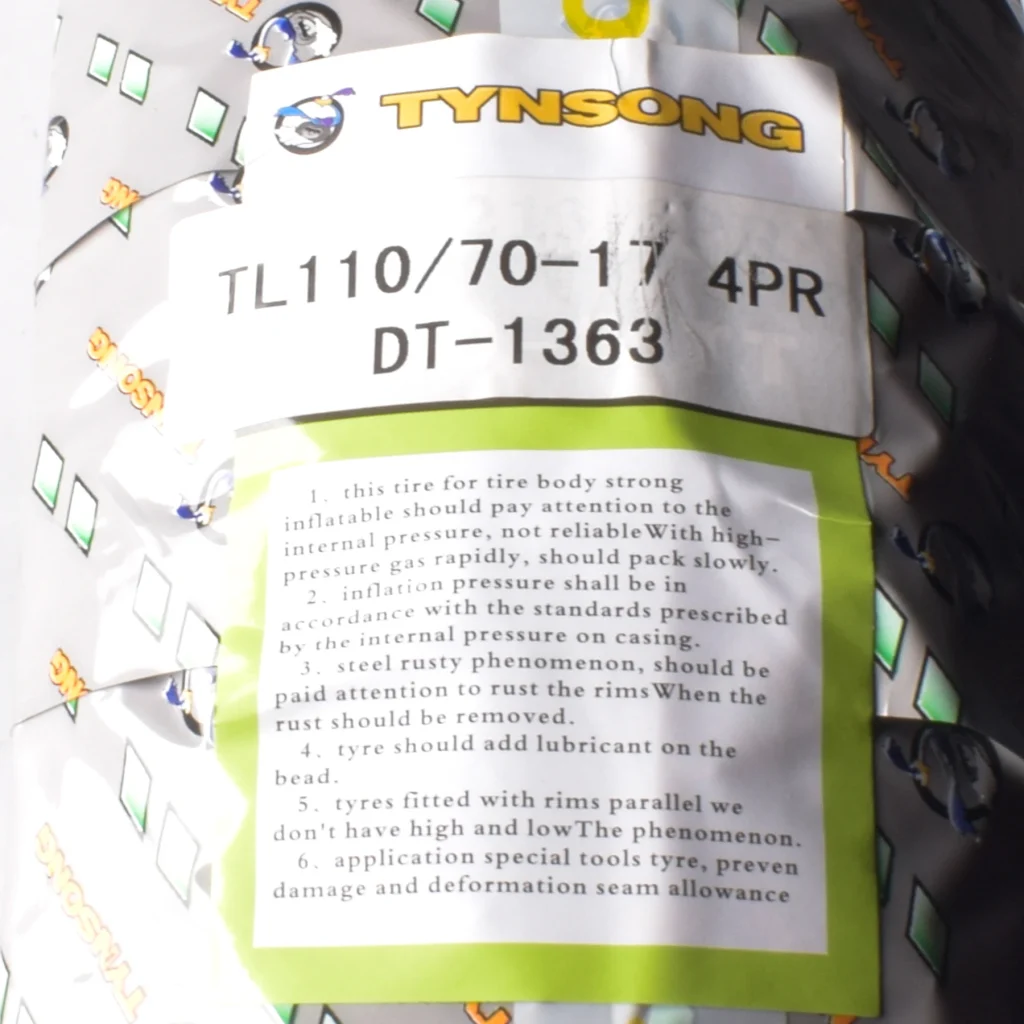 TYNSONG
TL110/70-17 4PR
DT-1363
1. this tire for tire body strong
inflatable should pay attention to the
internal pressure, not reliableWith high-
pressure gas rapidly, should pack slowly.
2. inflation pressure shall be in
accordance with the standards prescribed
by the internal pressure on casing.
3. steel rusty phenomenon, should be
paid attention to rust the rimsWhen the
rust should be removed.
4. tyre should add lubricant on the
bead.
5. tyres fitted with rims parallel we
don't have high and lowThe phenomenon.
6. application special tools tyre, preven
damage and deformation seam allowance
TYNSONG